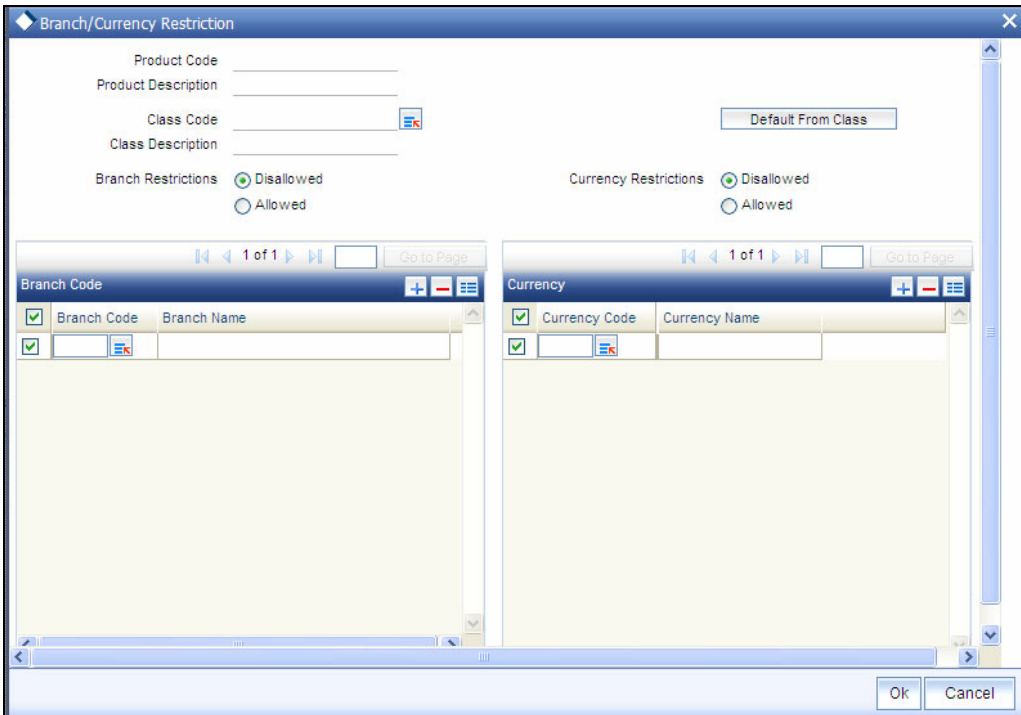 Branch/Currency Restriction
Product Code
Product Description
Class Code
Default From Class
Class Description
Branch Restrictions
Disallowed
Allowed
Currency Restrictions
Disallowed
Allowed
1 of 1
Go to Page
Branch Code
Branch Code Branch Name
1 of 1
Go to Page
Currency
Currency Code Currency Name
Ok
Cancel